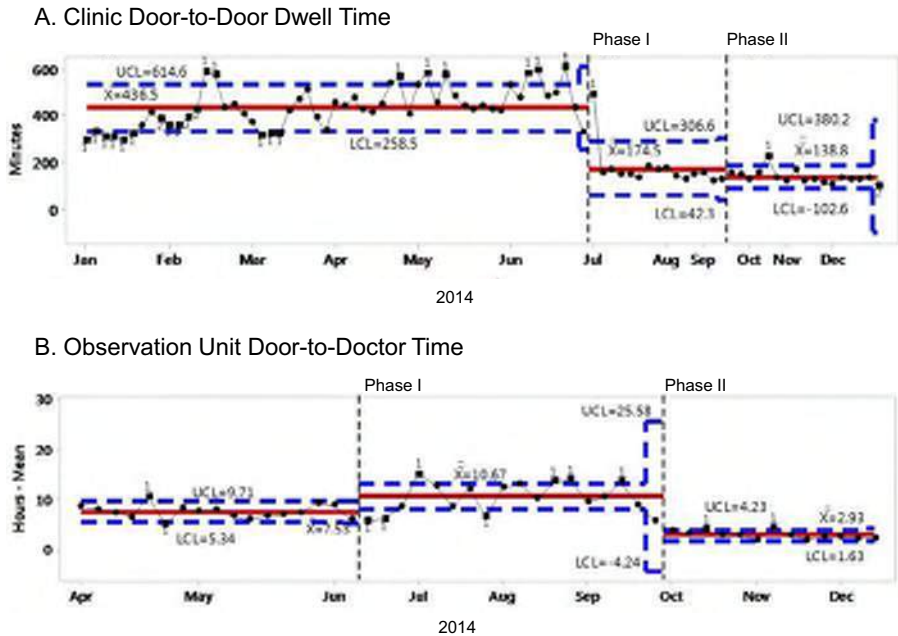 A. Clinic Door-to-Door Dwell Time
Phase I Phase II
600
400
200
0
Minutes
UCL=614.6
X=436.5
LCL=258.5
UCL=306.6
X=174.5
LCL=42.3
UCL=380.2
X=138.8
LCL=-102.6
Jan Feb Mar Apr May Jun Jul Aug Sep Oct Nov Dec
2014
B. Observation Unit Door-to-Doctor Time
Phase I Phase II
30
20
10
0
Hours - Mean
UCL=9.71
X=7.53
LCL=5.34
UCL=25.58
X=10.67
LCL=-4.24
UCL=4.23
X=2.93
LCL=1.63
Apr May Jun Jul Aug Sep Oct Nov Dec
2014